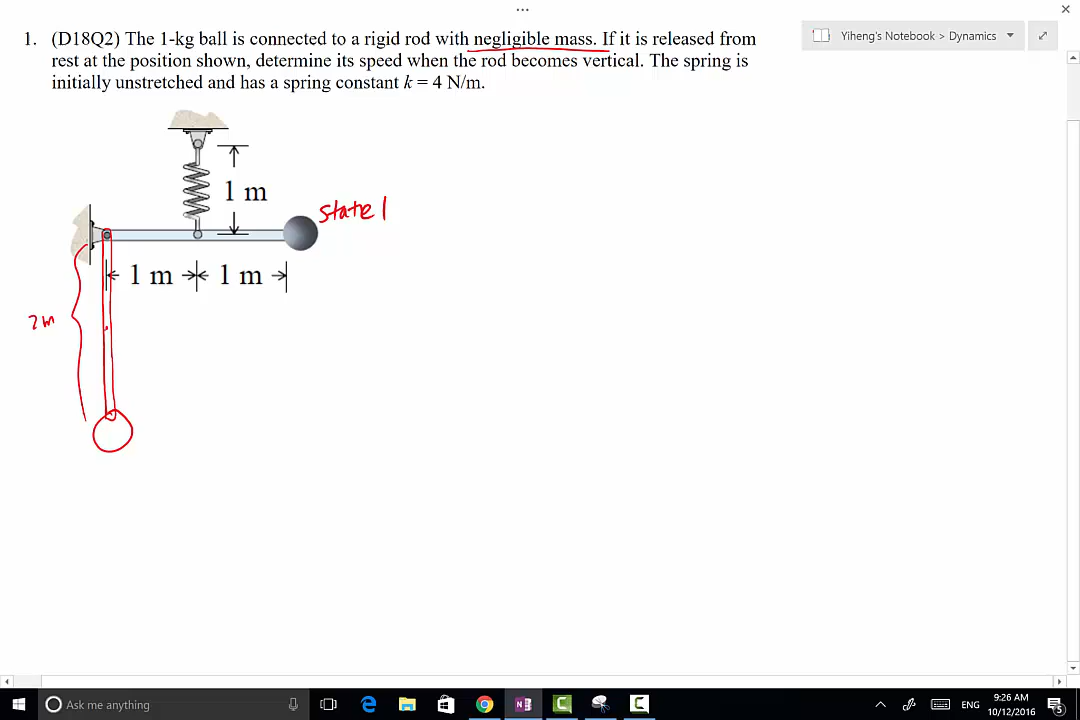 ...
1. (D18Q2) The 1-kg ball is connected to a rigid rod with negligible mass. If it is released from
rest at the position shown, determine its speed when the rod becomes vertical. The spring is
initially unstretched and has a spring constant k = 4 N/m.
Yiheng's Notebook > Dynamics
1 m
state 1
1 m
1 m
2m
Ask me anything
ENG
9:26 AM
10/12/2016
5